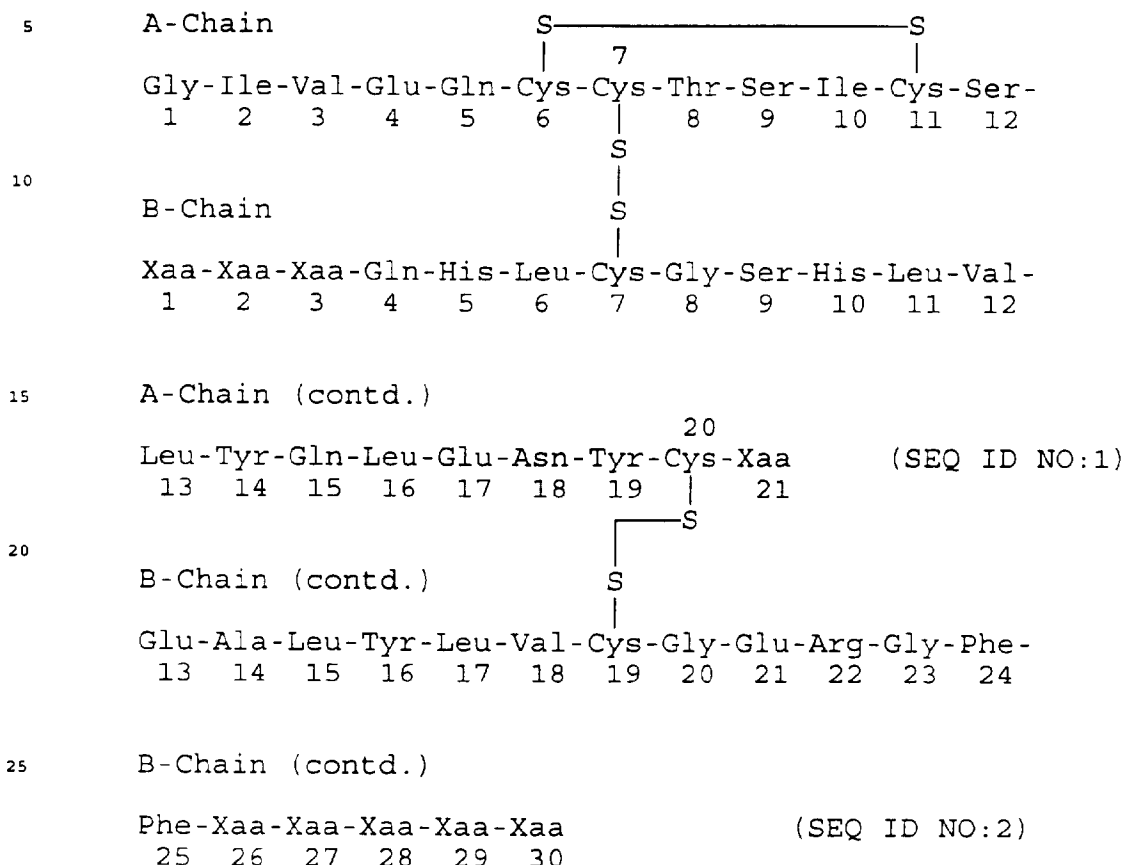 5 A-Chain S S
7
Gly-Ile-Val-Glu-Gln-Cys-Cys-Thr-Ser-Ile-Cys-Ser-
1 2 3 4 5 6 8 9 10 11 12
S
10
S
B-Chain
Xaa-Xaa-Xaa-Gln-His-Leu-Cys-Gly-Ser-His-Leu-Val-
1 2 3 4 5 6 7 8 9 10 11 12
15 A-Chain (contd.)
20
Leu-Tyr-Gln-Leu-Glu-Asn-Tyr-Cys-Xaa (SEQ ID NO:1)
13 14 15 16 17 18 19 21
S
20
B-Chain (contd.) S
Glu-Ala-Leu-Tyr-Leu-Val-Cys-Gly-Glu-Arg-Gly-Phe-
13 14 15 16 17 18 19 20 21 22 23 24
25 B-Chain (contd.)
Phe-Xaa-Xaa-Xaa-Xaa-Xaa (SEQ ID NO:2)
25 26 27 28 29 30